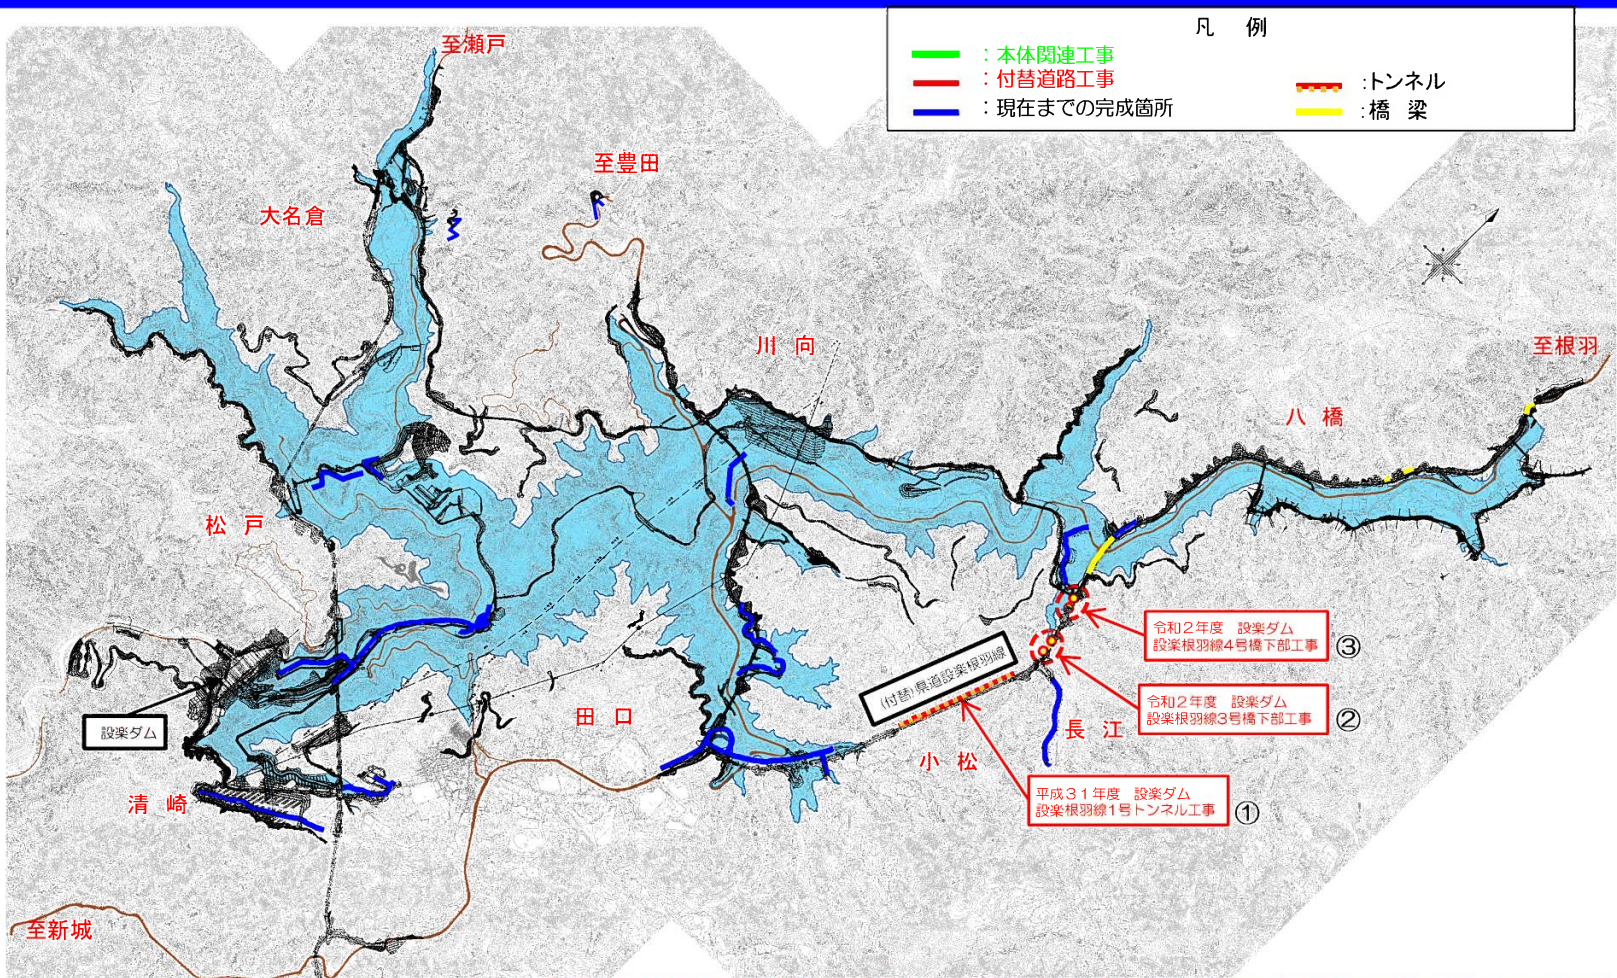 凡 例
：本体関連工事
：付替道路工事
：現在までの完成箇所
:トンネル
:橋 梁
至瀬戸
至豊田
大名倉
川 向
至根羽
八 橋
松 戸
設楽ダム
田 口
(付替)県道設楽根羽線
令和２年度 設楽ダム
設楽根羽線4号橋下部工事
③
令和２年度 設楽ダム
設楽根羽線3号橋下部工事
②
長 江
小 松
平成３１年度 設楽ダム
設楽根羽線1号トンネル工事
①
清 崎
至新城